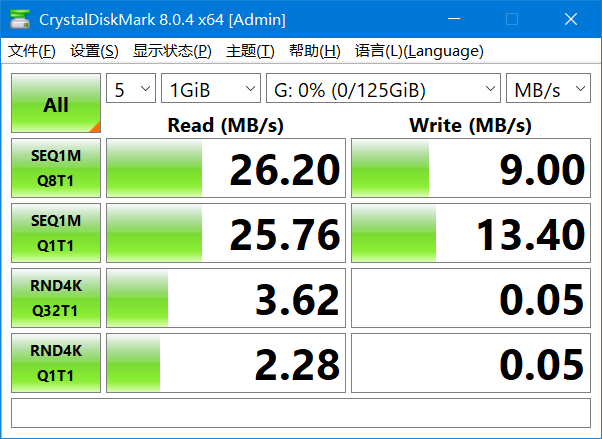 CrystalDiskMark 8.0.4 x64 [Admin]
文件(F) 设置(S) 显示状态(P) 主题(T) 帮助(H) 语言(L)(Language)
All 5 1GiB G: 0% (0/125GiB) MB/s
Read (MB/s) Write (MB/s)
SEQ1M
Q8T1 26.20 9.00
SEQ1M
Q1T1 25.76 13.40
RND4K
Q32T1 3.62 0.05
RND4K
Q1T1 2.28 0.05